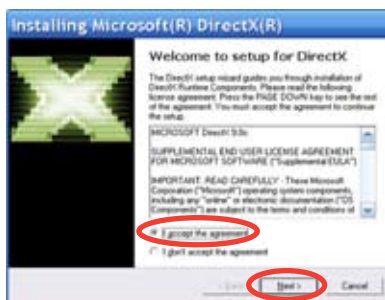 Installing Microsoft(R) DirectX(R)
Welcome to setup for DirectX
The DirectX setup wizard guides you through installation of
DirectX Runtime Components. Please read the following
license agreement. Press the PAGE DOWN key to see the rest
of the agreement. You must accept the agreement to continue
the setup.
MICROSOFT DirectX 9.0c
SUPPLEMENTAL END USER LICENSE AGREEMENT
FOR MICROSOFT SOFTWARE ("Supplemental EULA")
IMPORTANT: READ CAREFULLY - These Microsoft
Corporation ("Microsoft") operating system components,
including any "online" or electronic documentation ("OS
Components") are subject to the terms and conditions of
I accept the agreement
I don't accept the agreement
Next > Cancel